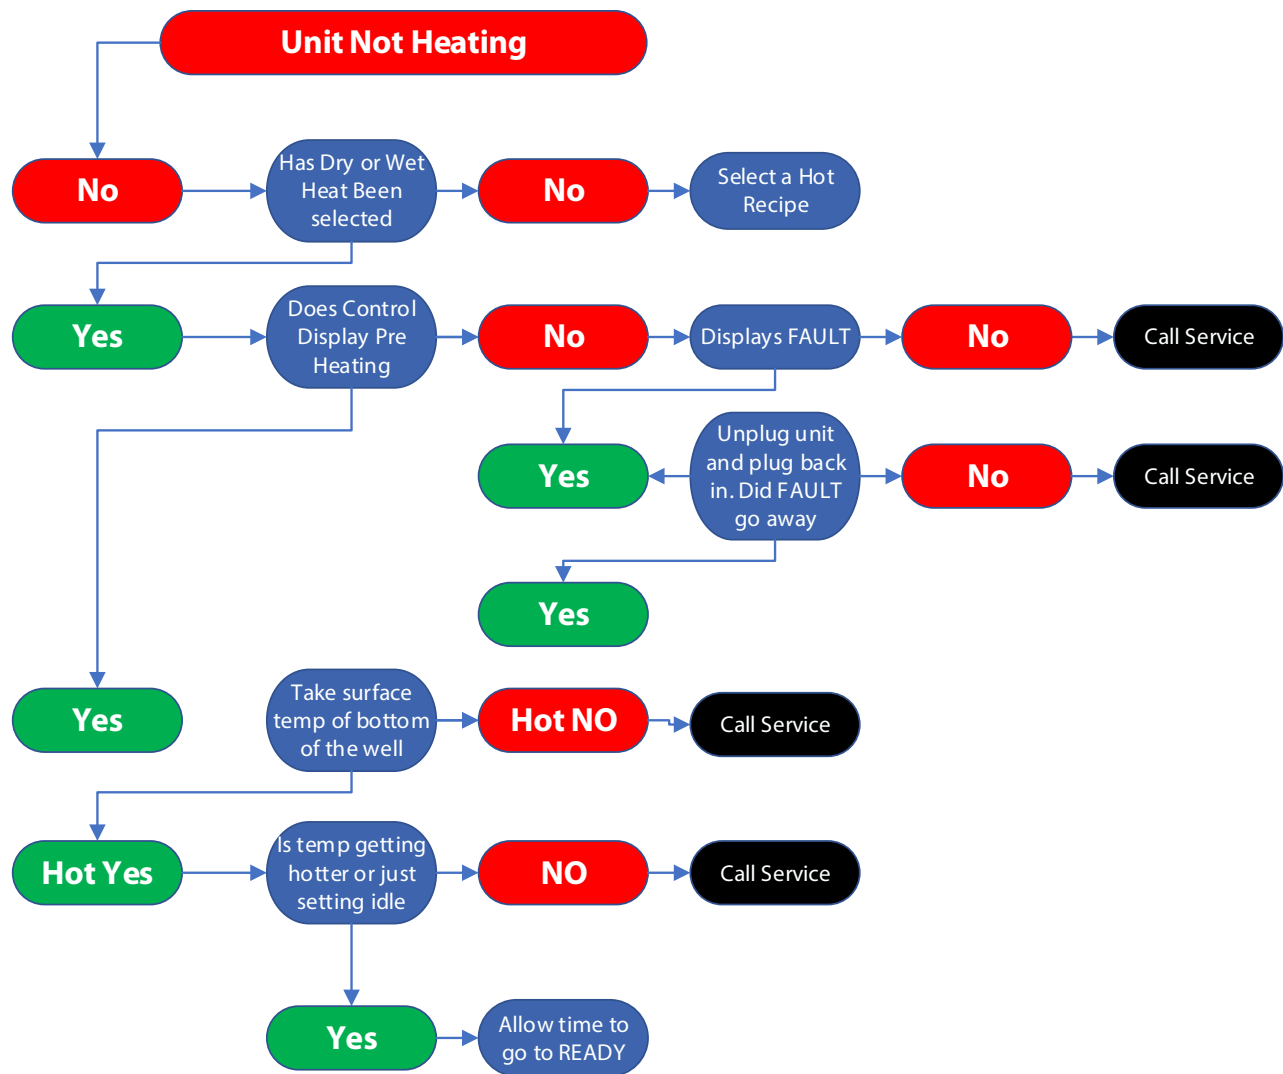 Unit Not Heating
No
Has Dry or Wet
Heat Been
selected
No
Select a Hot
Recipe
Yes
Does Control
Display Pre
Heating
No
Displays FAULT
No
Call Service
Yes
Unplug unit
and plug back
in. Did FAULT
go away
No
Call Service
Yes
Yes
Take surface
temp of bottom
of the well
Hot NO
Call Service
Hot Yes
Is temp getting
hotter or just
setting idle
NO
Call Service
Yes
Allow time to
go to READY